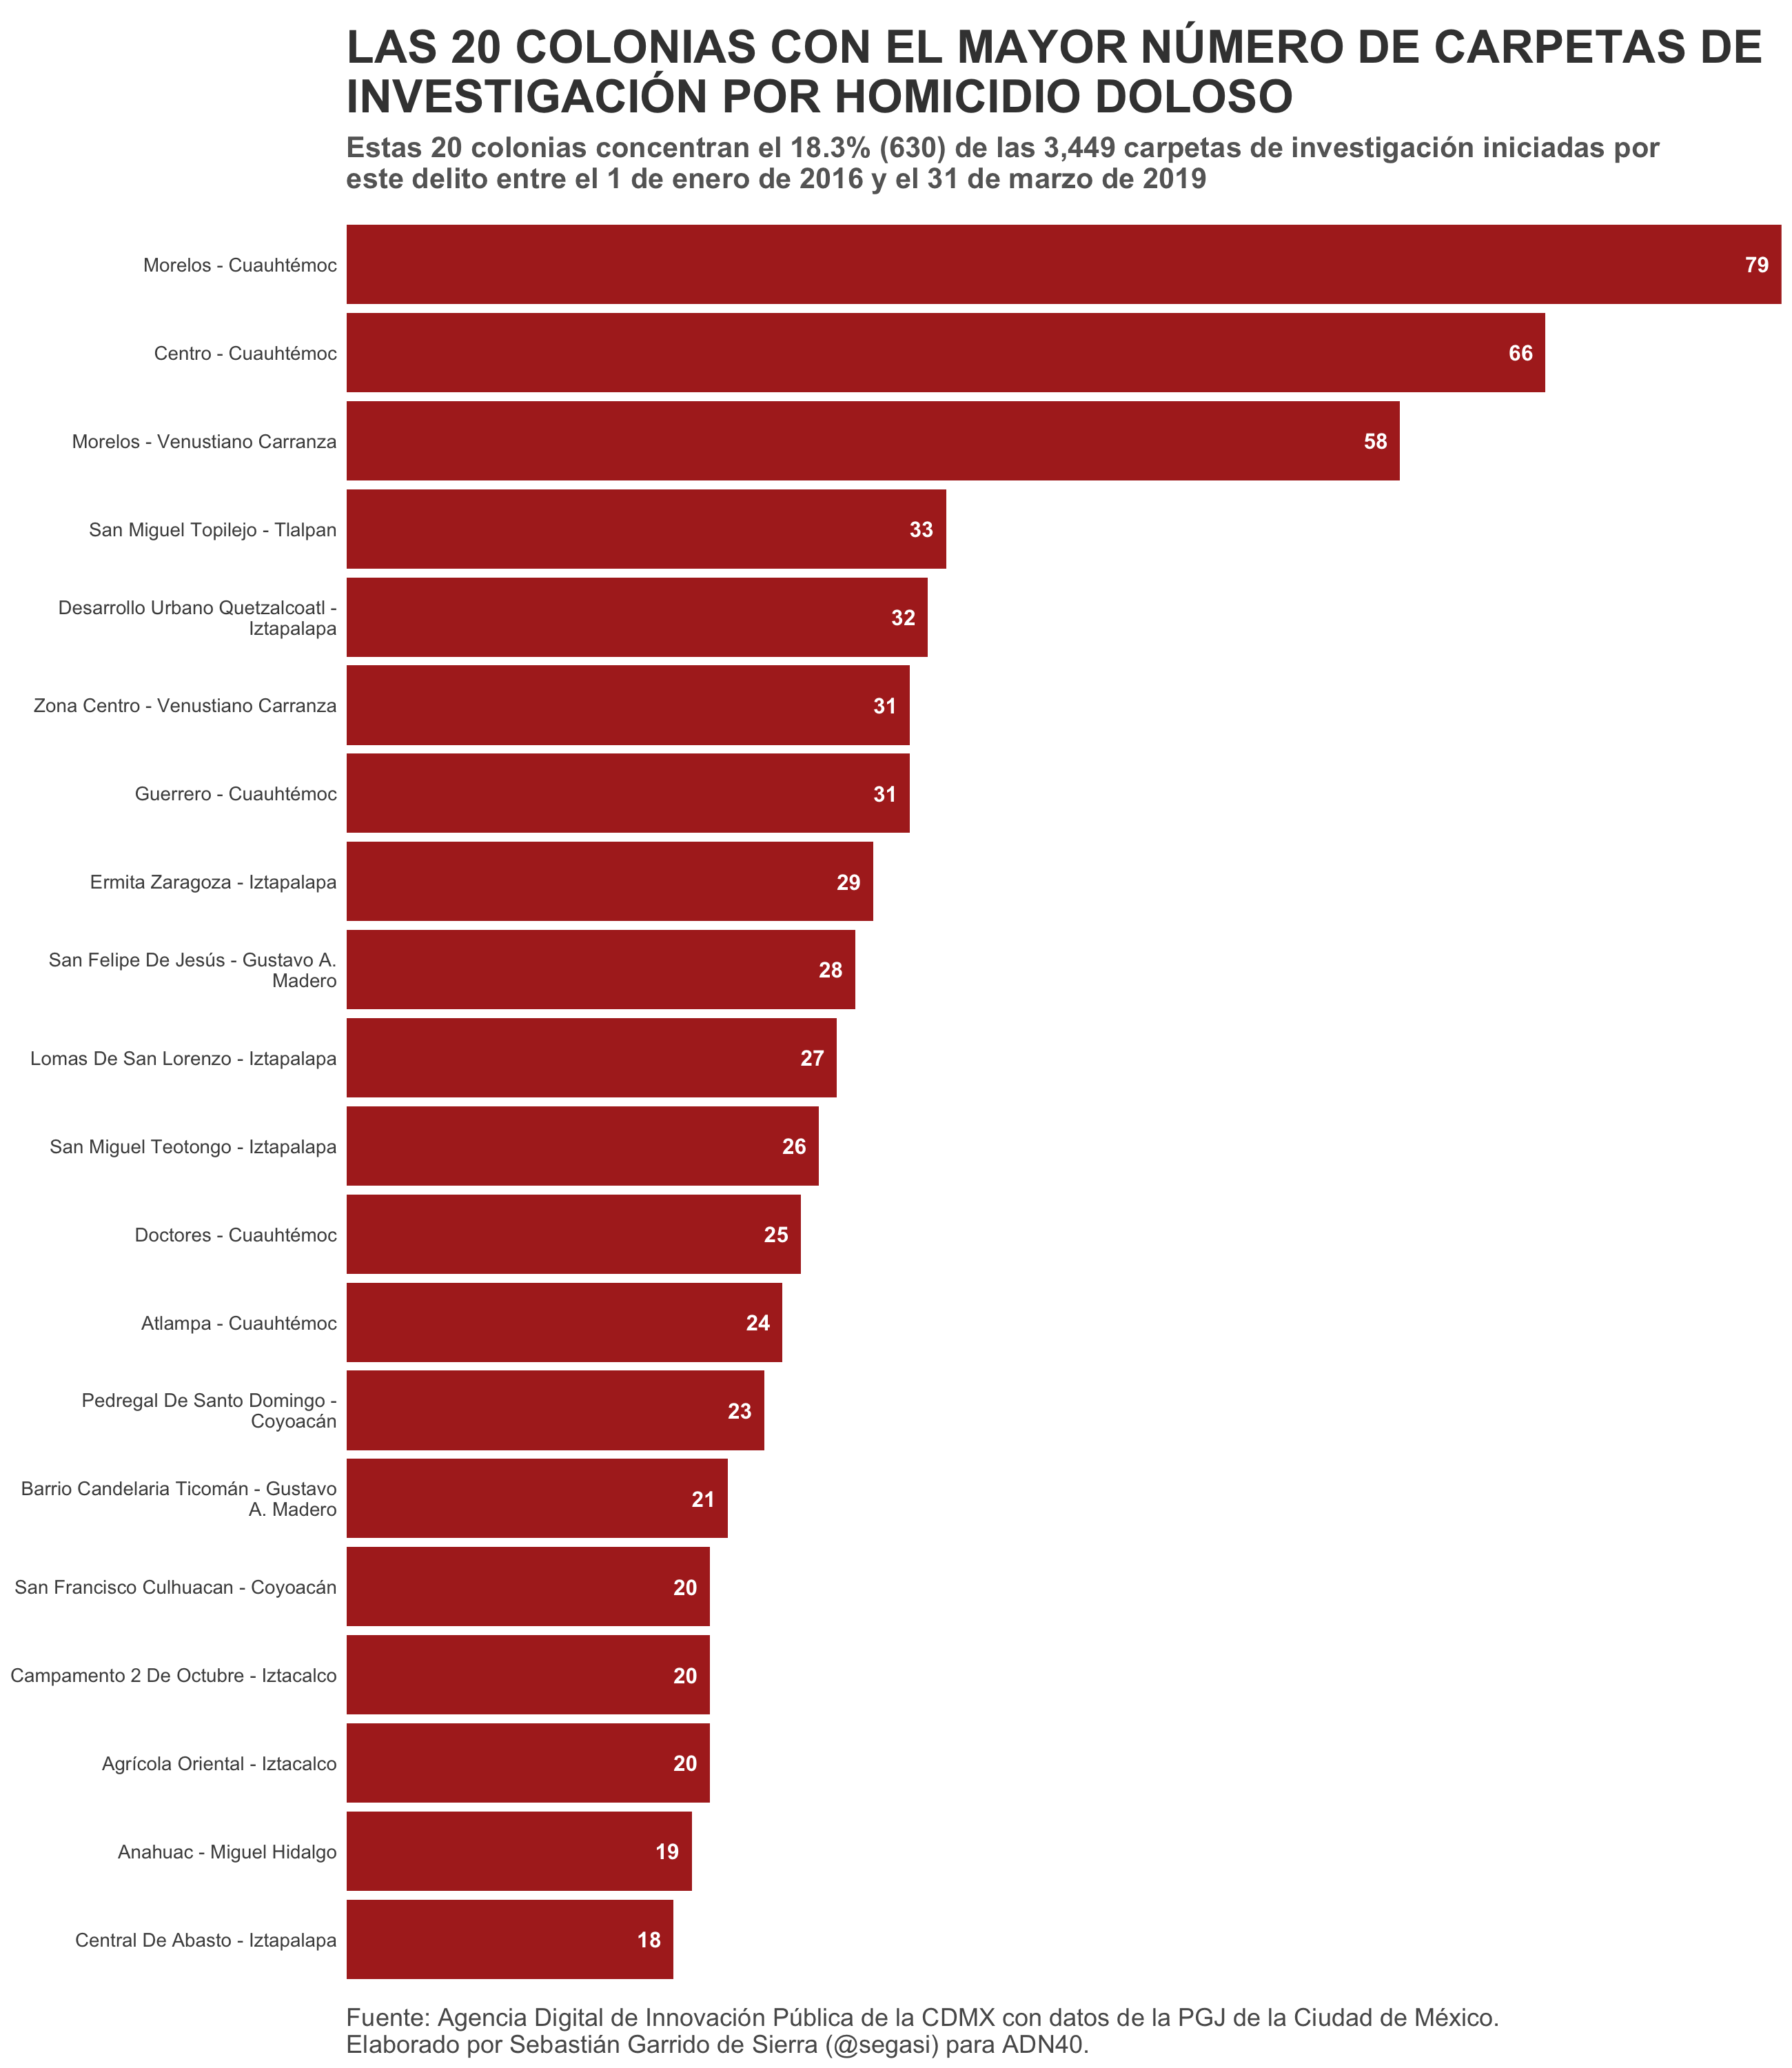 LAS 20 COLONIAS CON EL MAYOR NÚMERO DE CARPETAS DE
INVESTIGACIÓN POR HOMICIDIO DOLOSO
Estas 20 colonias concentran el 18.3% (630) de las 3,449 carpetas de investigación iniciadas por
este delito entre el 1 de enero de 2016 y el 31 de marzo de 2019
Morelos - Cuauhtémoc
79
Centro - Cuauhtémoc
66
Morelos - Venustiano Carranza
58
San Miguel Topilejo - Tlalpan
33
Desarrollo Urbano Quetzalcoatl -
Iztapalapa
32
Zona Centro - Venustiano Carranza
31
Guerrero - Cuauhtémoc
31
Ermita Zaragoza - Iztapalapa
29
San Felipe De Jesús - Gustavo A.
Madero
28
Lomas De San Lorenzo - Iztapalapa
27
San Miguel Teotongo - Iztapalapa
26
Doctores - Cuauhtémoc
25
Atlampa - Cuauhtémoc
24
Pedregal De Santo Domingo -
Coyoacán
23
Barrio Candelaria Ticomán - Gustavo
A. Madero
21
San Francisco Culhuacan - Coyoacán
20
Campamento 2 De Octubre - Iztacalco
20
Agrícola Oriental - Iztacalco
20
Anahuac - Miguel Hidalgo
19
Central De Abasto - Iztapalapa
18
Fuente: Agencia Digital de Innovación Pública de la CDMX con datos de la PGJ de la Ciudad de México.
Elaborado por Sebastián Garrido de Sierra (@segasi) para ADN40.